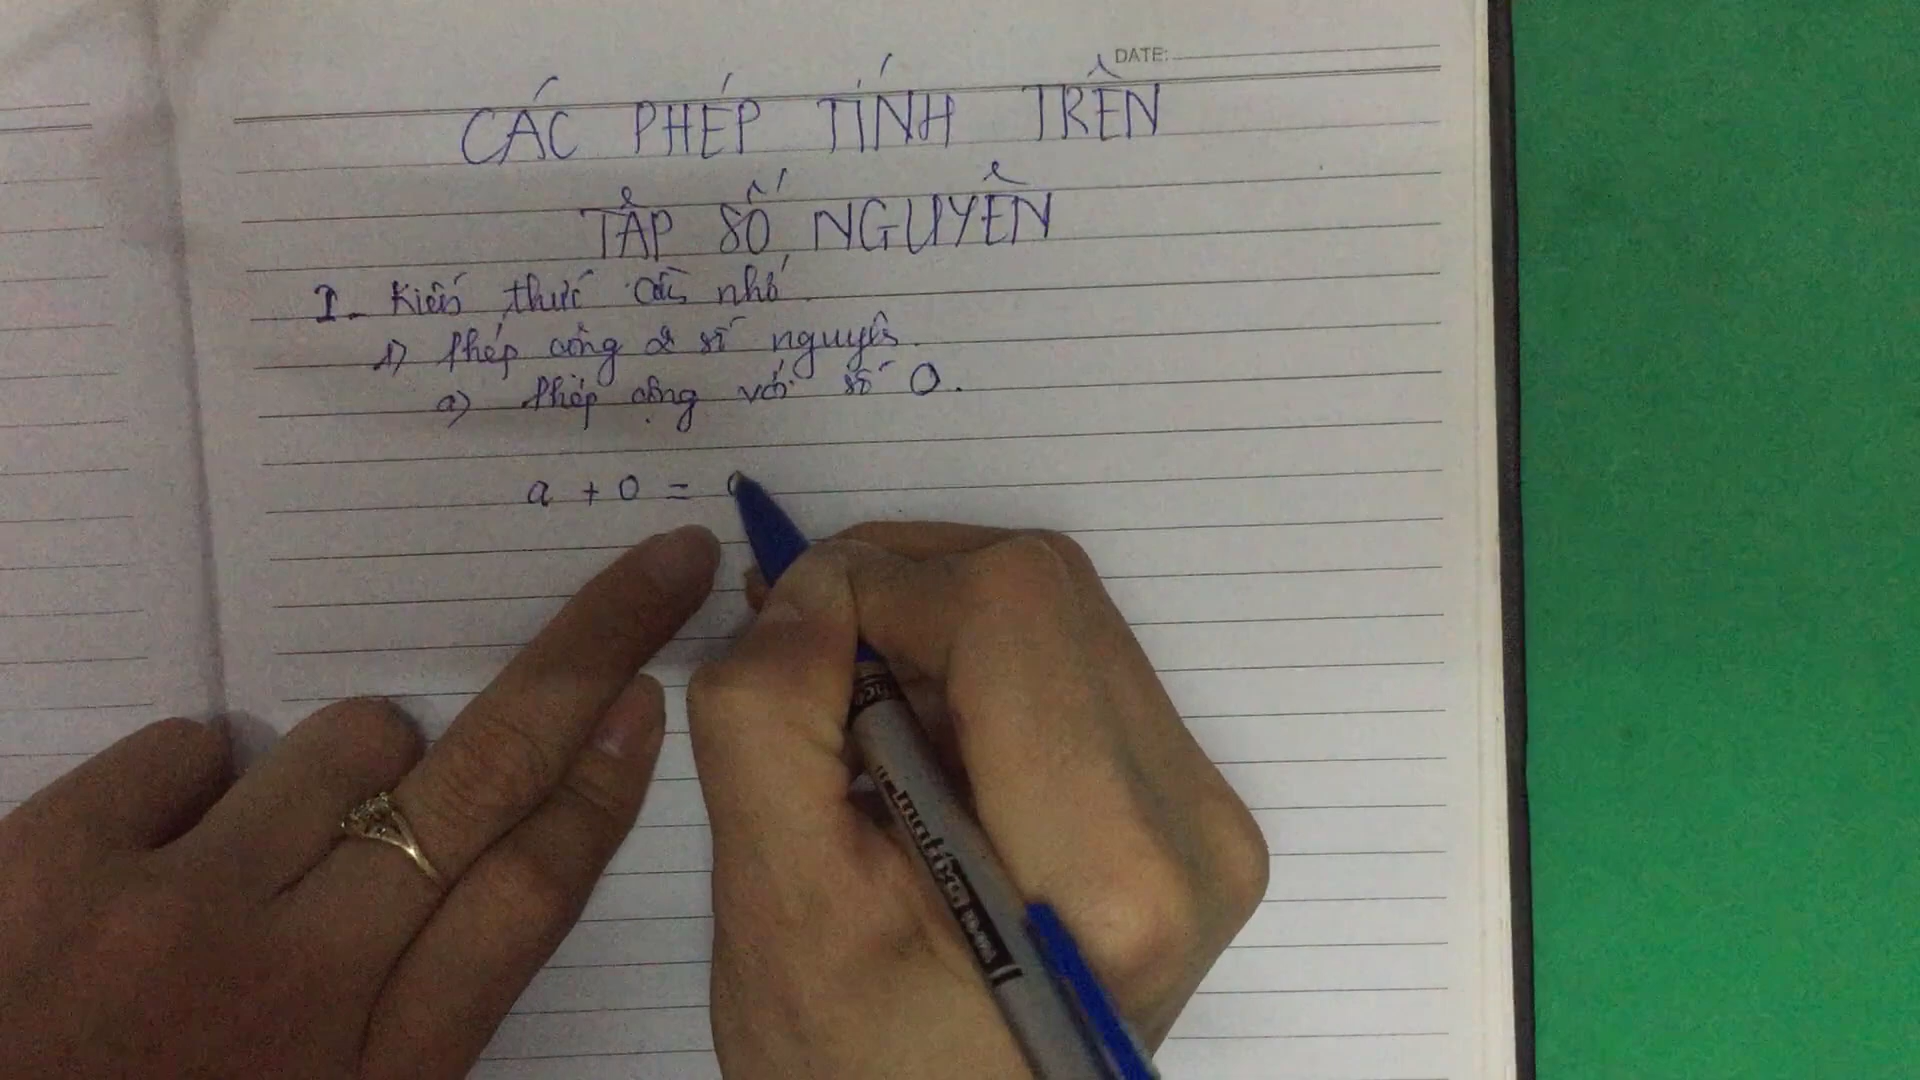 DATE:
CÁC PHÉP TÍNH TRÊN
TẬP SỐ NGUYÊN
I- Kiến thức cần nhớ
1) Phép cộng 2 số nguyên.
a) Phép cộng với số 0.
a + 0 =